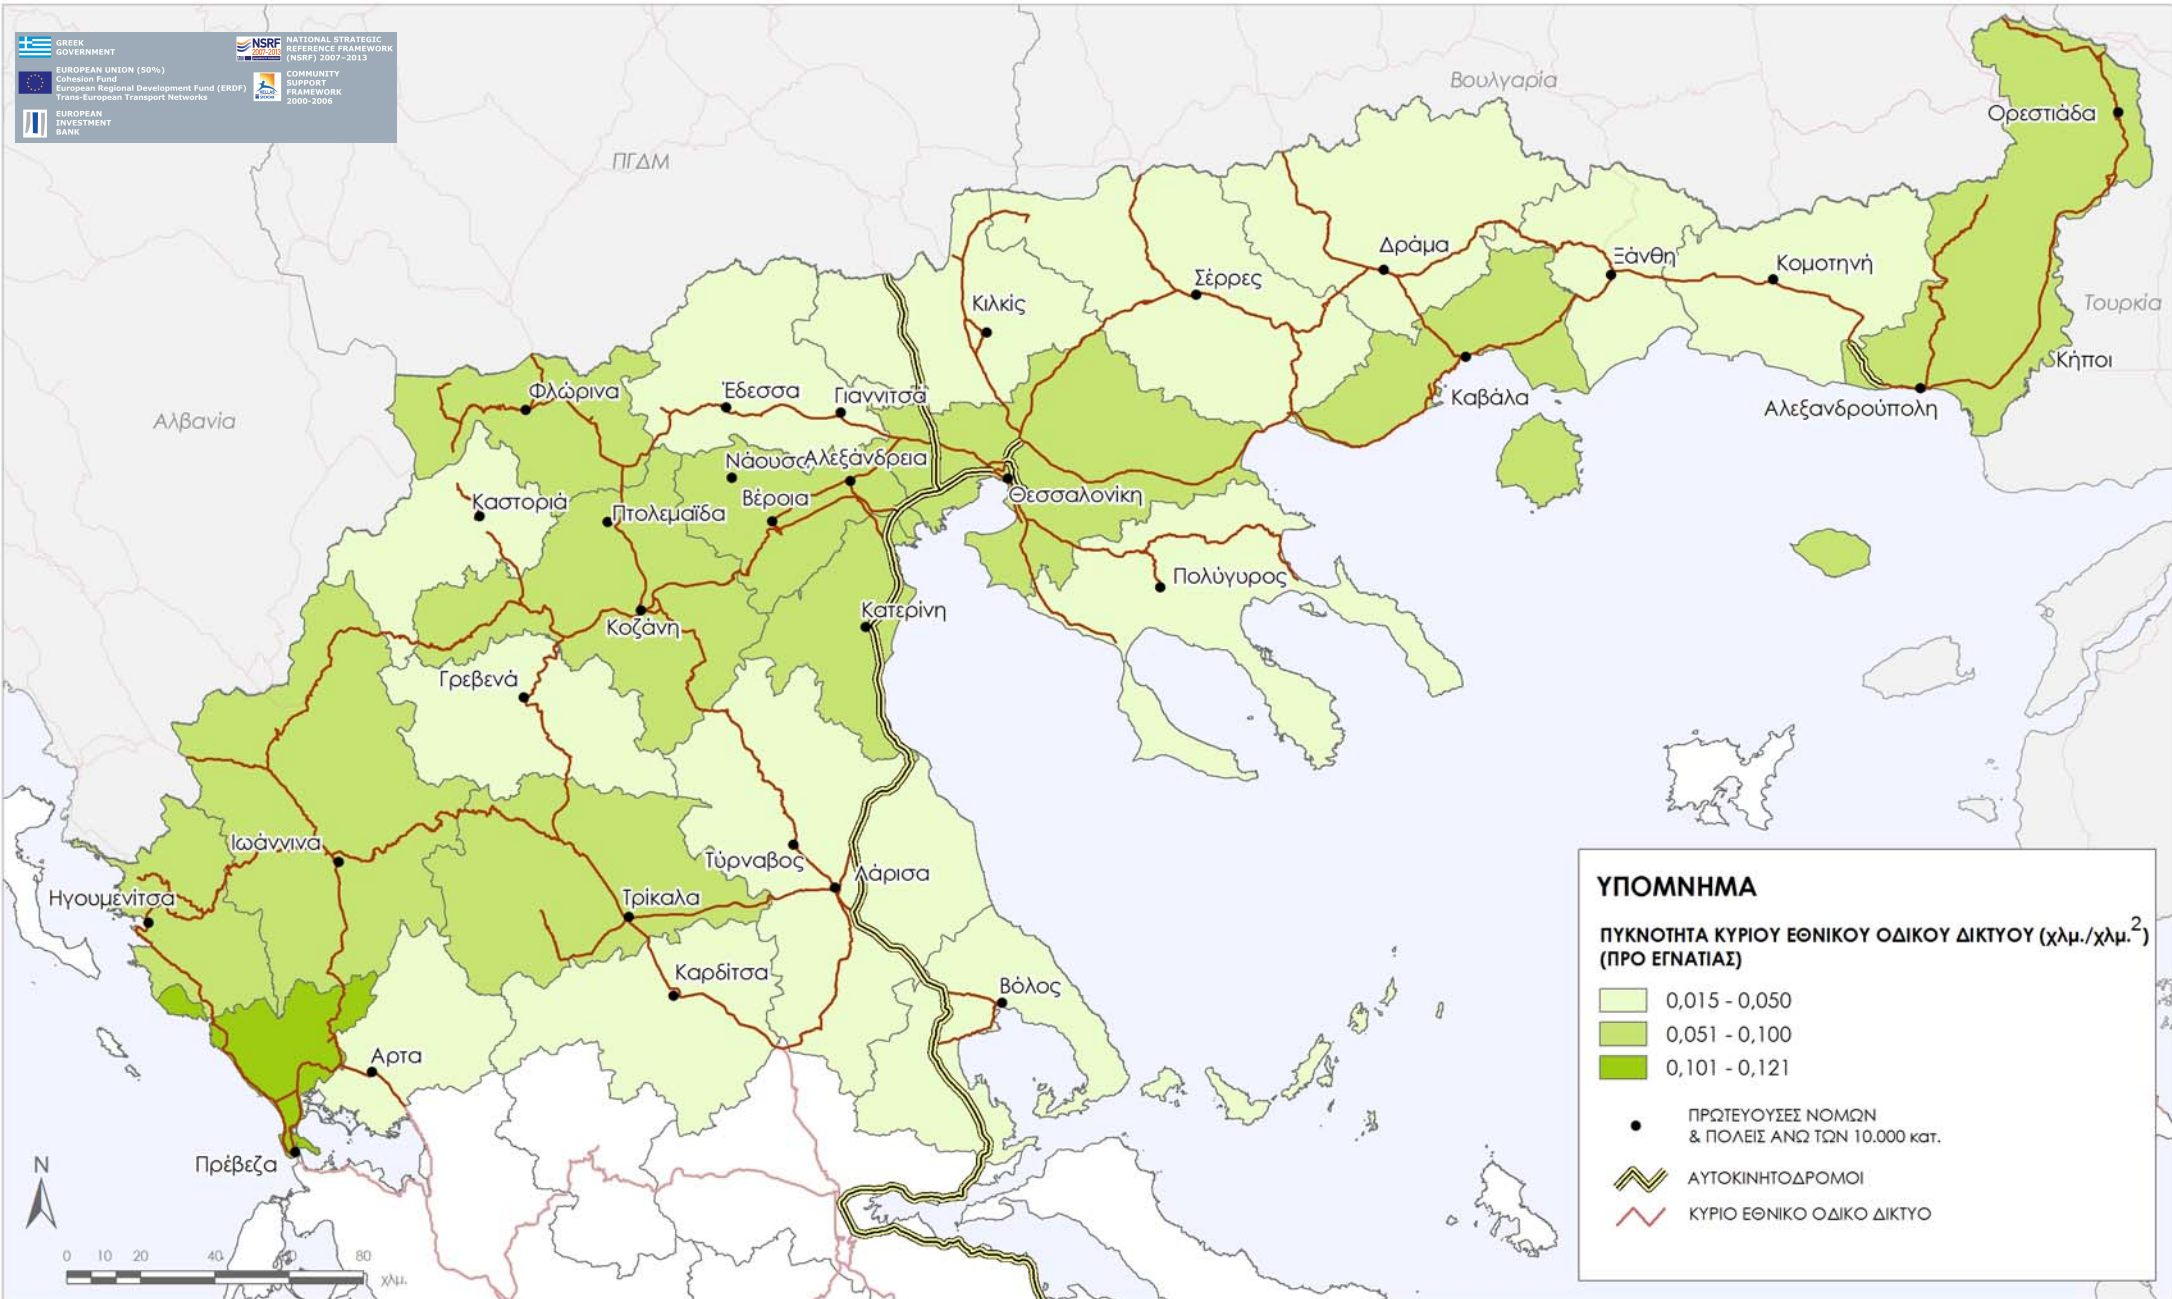 GREEK
GOVERNMENT
EUROPEAN UNION (50%)
Cohesion Fund
European Regional Development Fund (ERDF)
Trans-European Transport Networks
EUROPEAN
INVESTMENT
BANK
NSRF
2007-2013
NATIONAL STRATEGIC
REFERENCE FRAMEWORK
(NSRF) 2007–2013
COMMUNITY
SUPPORT
FRAMEWORK
2000-2006
Βουλγαρία
ΠΓΔΜ
Ορεστιάδα
Δράμα
Ξάνθη
Κομοτηνή
Σέρρες
Κιλκίς
Τουρκία
Κήποι
Φλώρινα
Έδεσσα
Γιαννιτσά
Καβάλα
Αλεξανδρούπολη
Αλβανία
Νάουσα
Αλεξάνδρεια
Καστοριά
Πτολεμαϊδα
Βέροια
Θεσσαλονίκη
Πολύγυρος
Κοζάνη
Κατερίνη
Γρεβενά
Ιωάννινα
Τύρναβος
Λάρισα
Ηγουμενίτσα
Τρίκαλα
Καρδίτσα
Βόλος
Αρτα
Πρέβεζα
N
0 10 20 40 60 80
χλμ.
ΥΠΟΜΝΗΜΑ
ΠΥΚΝΟΤΗΤΑ ΚΥΡΙΟΥ ΕΘΝΙΚΟΥ ΟΔΙΚΟΥ ΔΙΚΤΥΟΥ (χλμ./χλμ.²)
(ΠΡΟ ΕΓΝΑΤΙΑΣ)
0,015 - 0,050
0,051 - 0,100
0,101 - 0,121
ΠΡΩΤΕΥΟΥΣΕΣ ΝΟΜΩΝ
& ΠΟΛΕΙΣ ΑΝΩ ΤΩΝ 10.000 κατ.
ΑΥΤΟΚΙΝΗΤΟΔΡΟΜΟΙ
ΚΥΡΙΟ ΕΘΝΙΚΟ ΟΔΙΚΟ ΔΙΚΤΥΟ